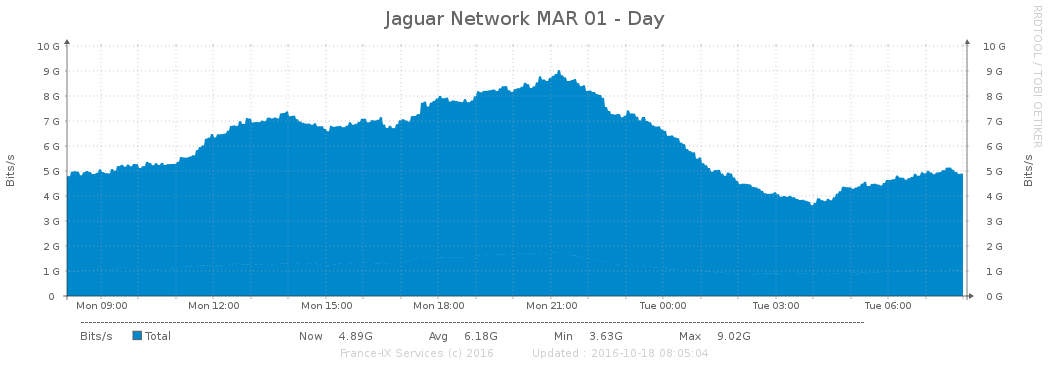 Jaguar Network MAR 01 - Day
RRDTOOL / TOBI OETIKER
Bits/s
10 G
9 G
8 G
7 G
6 G
5 G
4 G
3 G
2 G
1 G
0
10 G
9 G
8 G
7 G
6 G
5 G
4 G
3 G
2 G
1 G
0 G
Bits/s
Mon 09:00 Mon 12:00 Mon 15:00 Mon 18:00 Mon 21:00 Tue 00:00 Tue 03:00 Tue 06:00
Bits/s Total Now 4.89G Avg 6.18G Min 3.63G Max 9.02G
France-IX Services (c) 2016 Updated : 2016-10-18 08:05:04